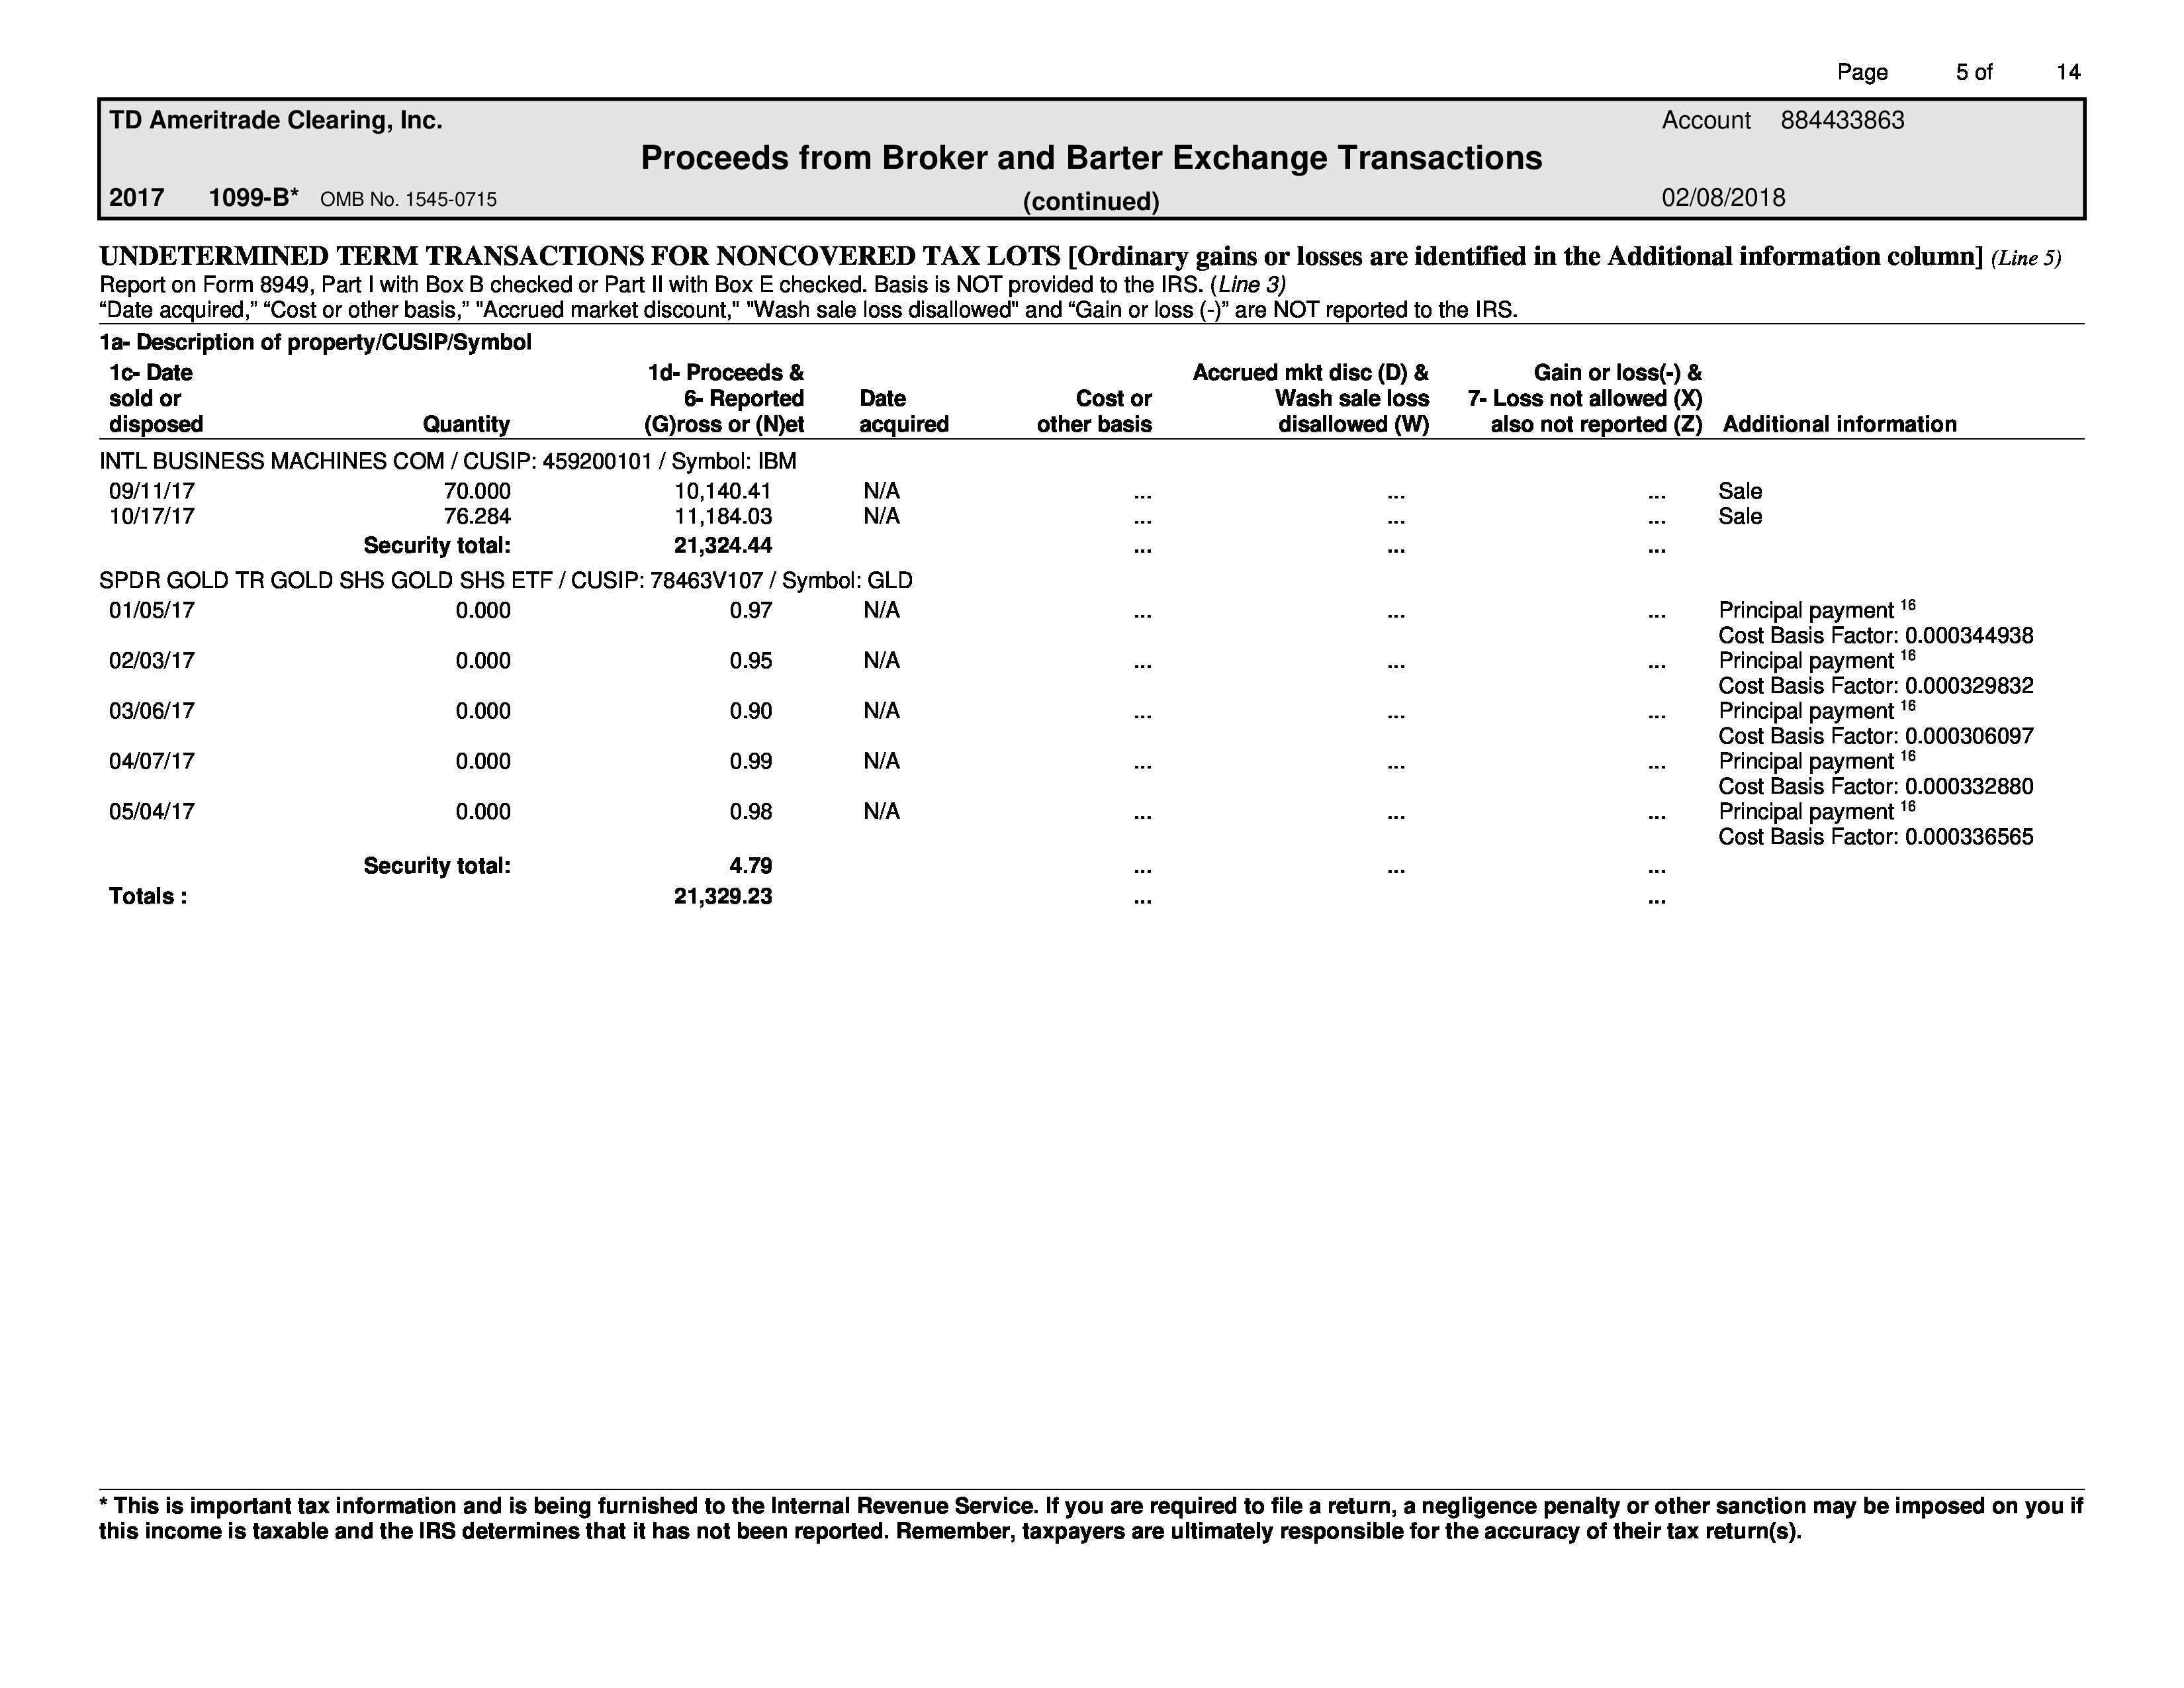 Page 5 of 14
TD Ameritrade Clearing, Inc. Account 884433863
Proceeds from Broker and Barter Exchange Transactions
2017 1099-B* OMB No. 1545-0715 (continued) 02/08/2018
UNDETERMINED TERM TRANSACTIONS FOR NONCOVERED TAX LOTS [Ordinary gains or losses are identified in the Additional information column] (Line 5)
Report on Form 8949, Part I with Box B checked or Part II with Box E checked. Basis is NOT provided to the IRS. (Line 3)
“Date acquired,” “Cost or other basis,” "Accrued market discount," "Wash sale loss disallowed" and “Gain or loss (-)” are NOT reported to the IRS.
1a- Description of property/CUSIP/Symbol
1c- Date 1d- Proceeds & Accrued mkt disc (D) & Gain or loss(-) &
sold or 6- Reported Date Cost or Wash sale loss 7- Loss not allowed (X)
disposed Quantity (G)ross or (N)et acquired other basis disallowed (W) also not reported (Z) Additional information
INTL BUSINESS MACHINES COM / CUSIP: 459200101 / Symbol: IBM
09/11/17 70.000 10,140.41 N/A ... ... ... Sale
10/17/17 76.284 11,184.03 N/A ... ... ... Sale
Security total: 21,324.44 ... ... ...
SPDR GOLD TR GOLD SHS GOLD SHS ETF / CUSIP: 78463V107 / Symbol: GLD
01/05/17 0.000 0.97 N/A ... ... ... Principal payment 16
Cost Basis Factor: 0.000344938
02/03/17 0.000 0.95 N/A ... ... ... Principal payment 16
Cost Basis Factor: 0.000329832
03/06/17 0.000 0.90 N/A ... ... ... Principal payment 16
Cost Basis Factor: 0.000306097
04/07/17 0.000 0.99 N/A ... ... ... Principal payment 16
Cost Basis Factor: 0.000332880
05/04/17 0.000 0.98 N/A ... ... ... Principal payment 16
Cost Basis Factor: 0.000336565
Security total: 4.79 ... ... ...
Totals : 21,329.23 ... ...
* This is important tax information and is being furnished to the Internal Revenue Service. If you are required to file a return, a negligence penalty or other sanction may be imposed on you if
this income is taxable and the IRS determines that it has not been reported. Remember, taxpayers are ultimately responsible for the accuracy of their tax return(s).